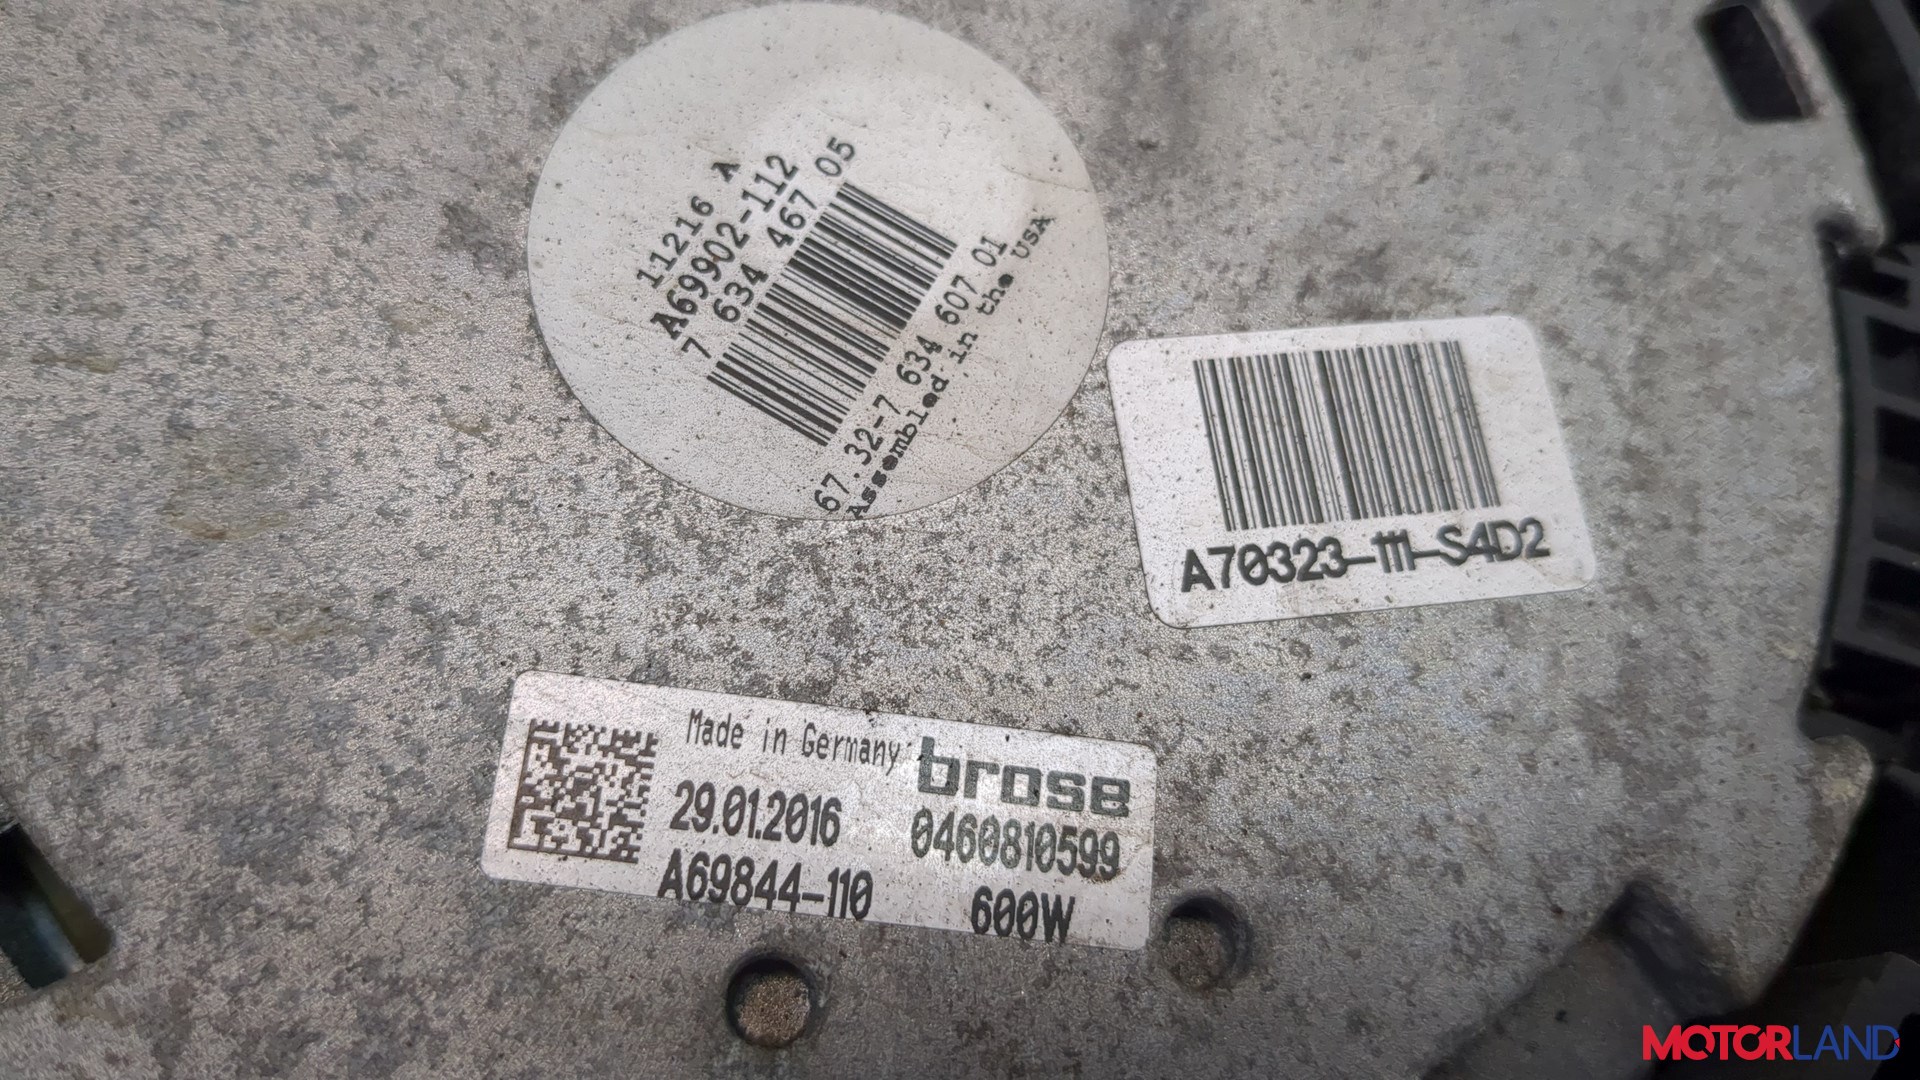 11216 A
A69902-112
7 634 467 05
67.32-7 634 607 01
Assembled in the USA
A70323-111-S4D2
Made in Germany
brose
29.01.2016
0460810599
A69844-110
600W
MOTORLAND